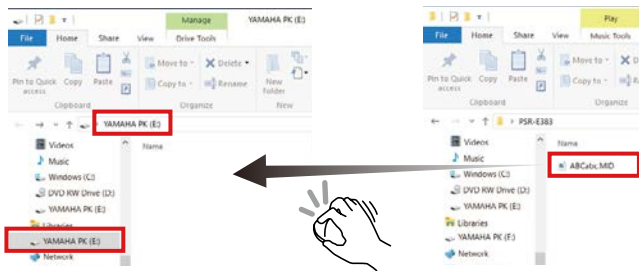 Manage
YAMAHA PK (E:)
File
Home
Share
View
Drive Tools
Pin to Quick access
Copy
Paste
Move to
Delete
Copy to
Rename
New folder
Clipboard
Organize
New
YAMAHA PK (E:)
Videos
Name
Music
Windows (C:)
DVD RW Drive (D:)
YAMAHA PK (E:)
Libraries
YAMAHA PK (E:)
Network
Play
File
Home
Share
View
Music Tools
Pin to Quick access
Copy
Paste
Move to
D
Copy to
Clipboard
Organize
PSR-E383
Videos
Name
Music
ABCabc.MID
Windows (C:)
DVD RW Drive (D:)
YAMAHA PK (E:)
Libraries
YAMAHA PK (E:)
Network